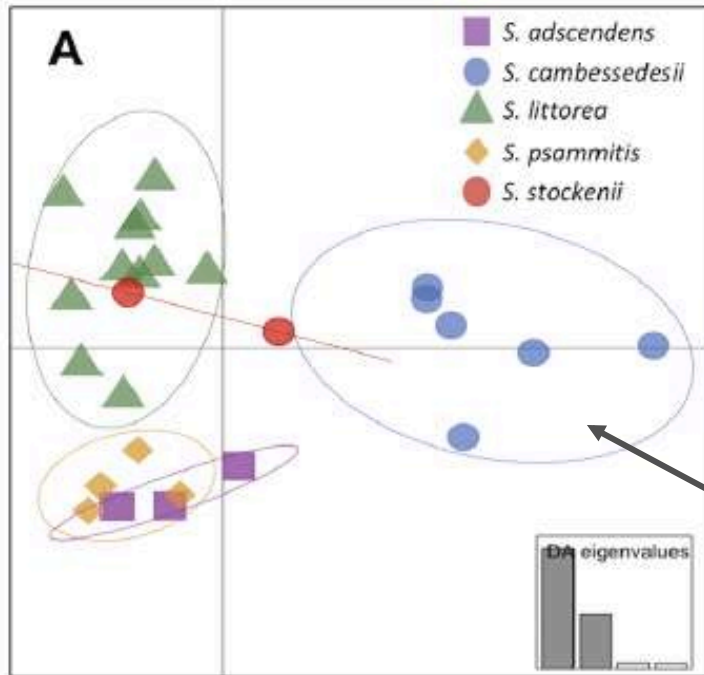 A
S. adscendens
S. cambessedesii
S. littorea
S. psammitis
S. stockenii
DA eigenvalues